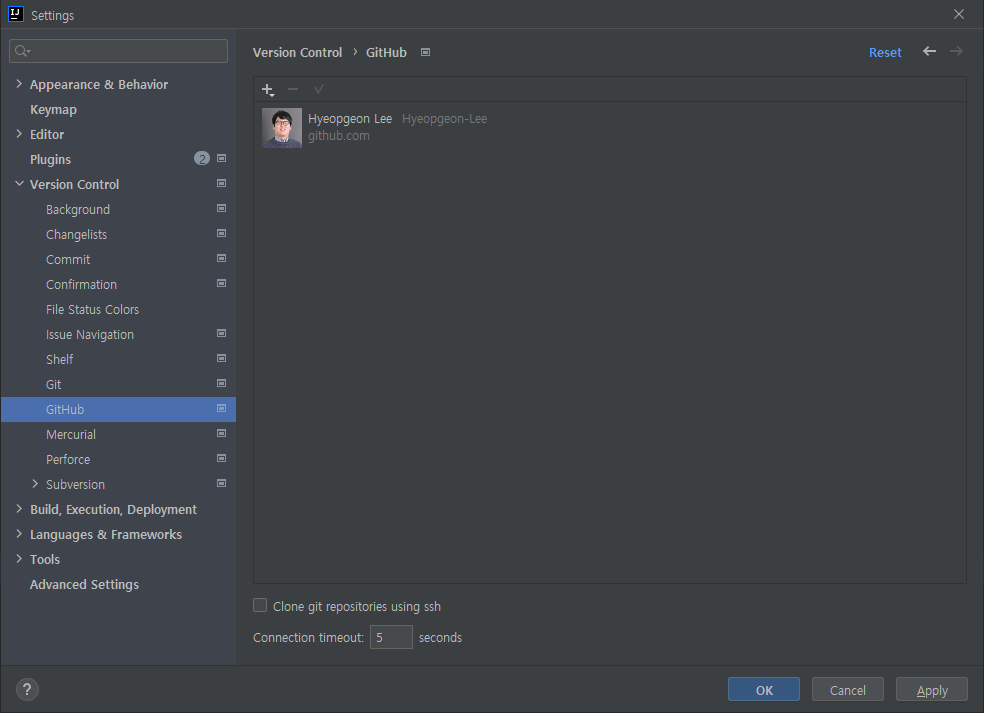 IJ
Settings
Appearance & Behavior
Keymap
Editor
Plugins 2
Version Control
Background
Changelists
Commit
Confirmation
File Status Colors
Issue Navigation
Shelf
Git
GitHub
Mercurial
Perforce
Subversion
Build, Execution, Deployment
Languages & Frameworks
Tools
Advanced Settings
Version Control › GitHub
Reset
Hyeopgeon Lee Hyeopgeon-Lee
github.com
Clone git repositories using ssh
Connection timeout: 5 seconds
?
OK Cancel Apply